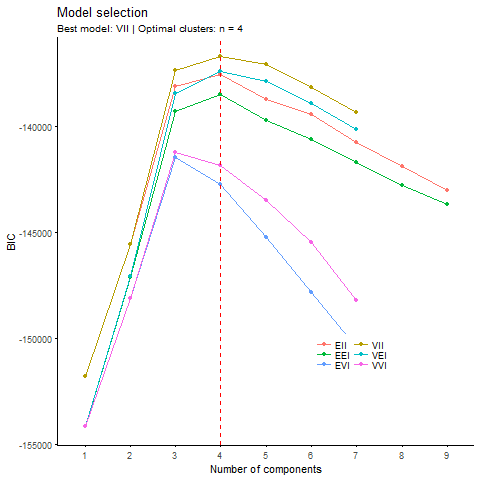 Model selection
Best model: VII | Optimal clusters: n = 4
BIC
-140000
-145000
-150000
-155000
EII VII
EEI VEI
EVI VVI
1 2 3 4 5 6 7 8 9
Number of components